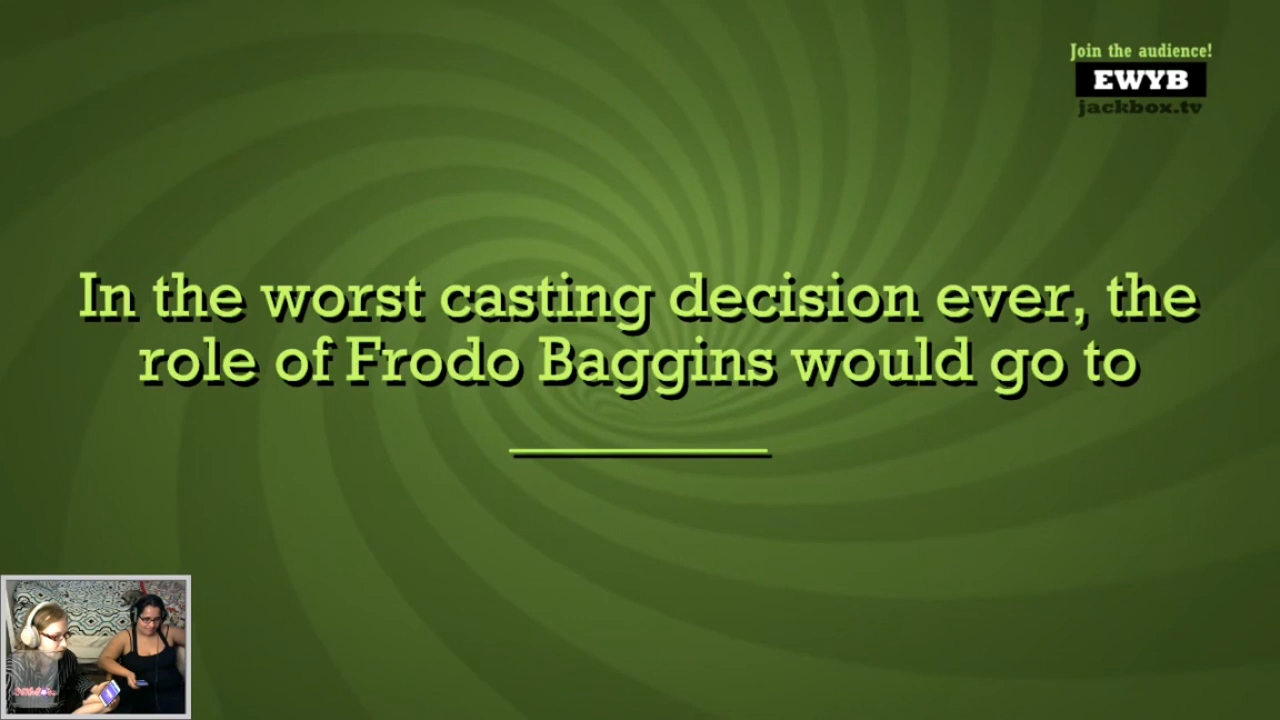 Join the audience!
EWYB
jackbox.tv
In the worst casting decision ever, the
role of Frodo Baggins would go to